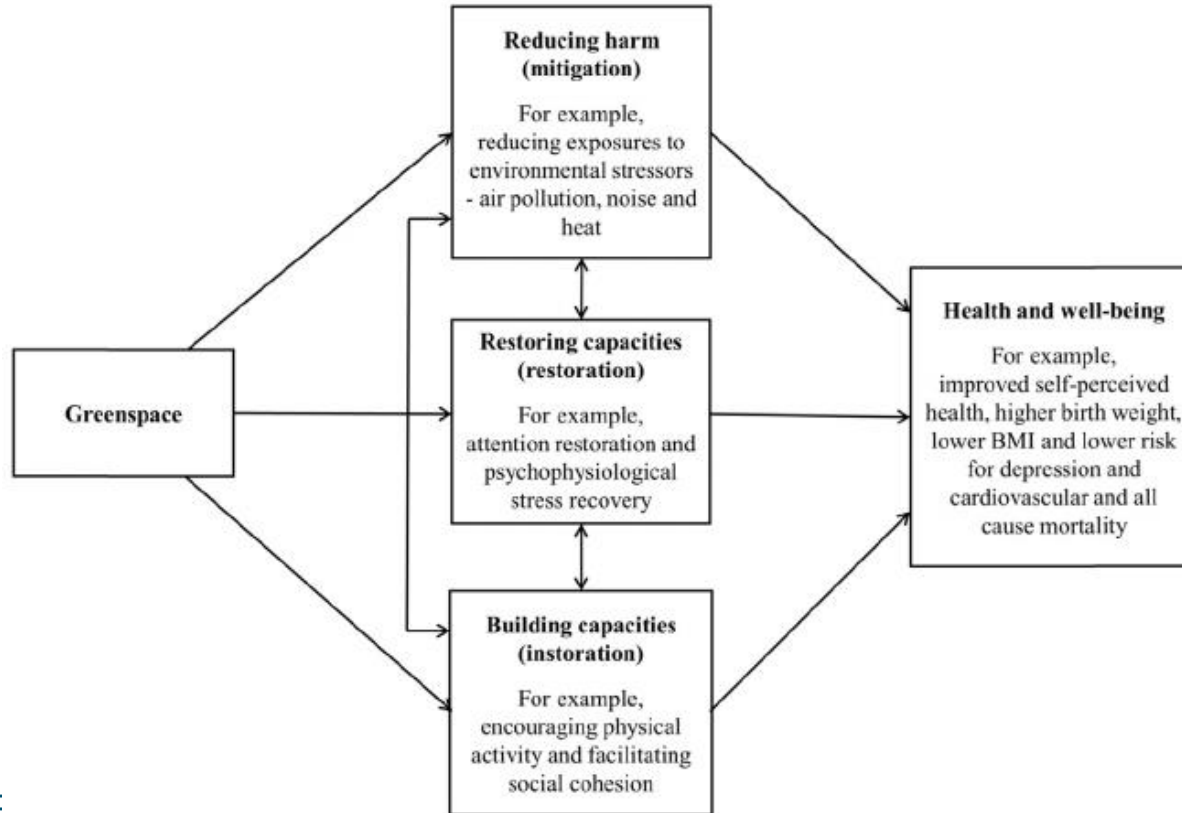 Reducing harm
(mitigation)
For example,
reducing exposures to
environmental stressors
- air pollution, noise and
heat
Greenspace
Restoring capacities
(restoration)
For example,
attention restoration and
psychophysiological
stress recovery
Building capacities
(instoration)
For example,
encouraging physical
activity and facilitating
social cohesion
Health and well-being
For example,
improved self-perceived
health, higher birth weight,
lower BMI and lower risk
for depression and
cardiovascular and all
cause mortality